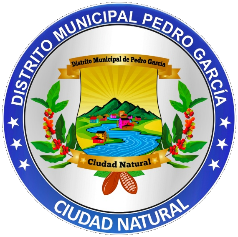 DISTRITO MUNICIPAL PEDRO GARCÍA
Distrito Municipal de Pedro García
Ciudad Natural
CIUDAD NATURAL